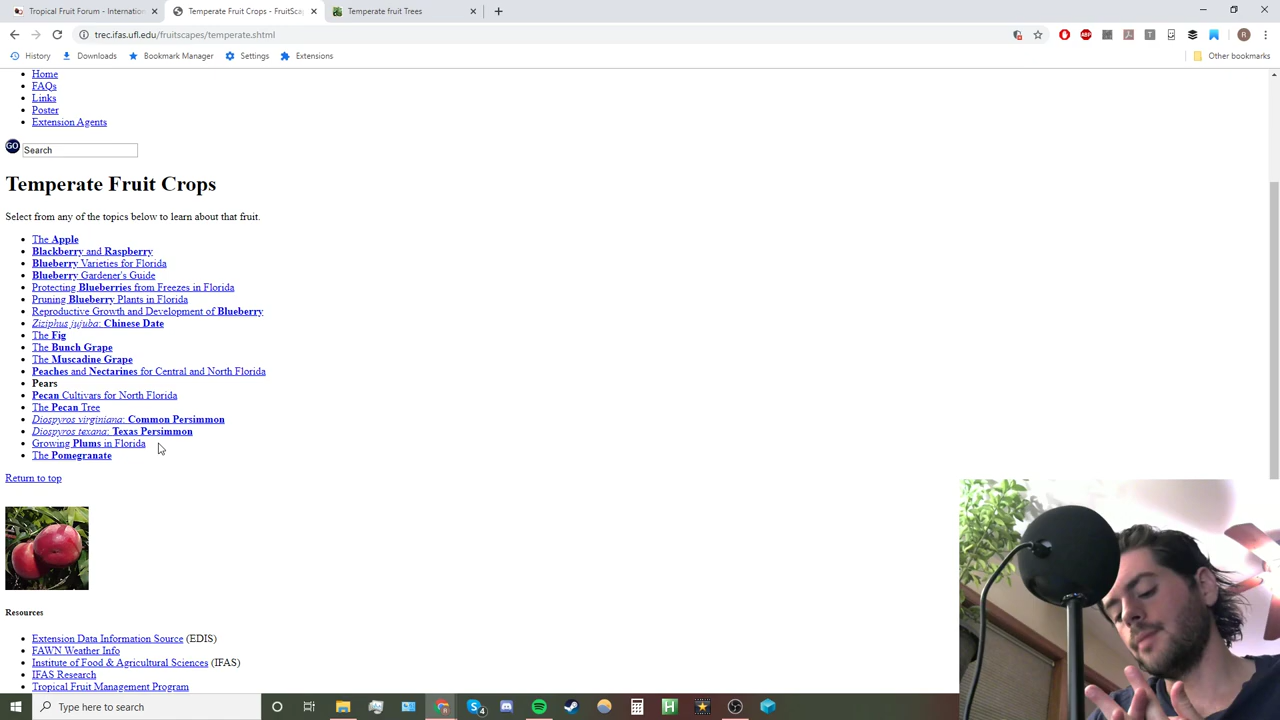 Tropical Fruit Forum - Internation
Temperate Fruit Crops - FruitScap
Temperate fruit Trees
trec.ifas.ufl.edu/fruitscapes/temperate.shtml
History
Downloads
Bookmark Manager
Settings
Extensions
Other bookmarks
Home
FAQs
Links
Poster
Extension Agents
GO
Search
Temperate Fruit Crops
Select from any of the topics below to learn about that fruit.
The Apple
Blackberry and Raspberry
Blueberry Varieties for Florida
Blueberry Gardener's Guide
Protecting Blueberries from Freezes in Florida
Pruning Blueberry Plants in Florida
Reproductive Growth and Development of Blueberry
Ziziphus jujuba: Chinese Date
The Fig
The Bunch Grape
The Muscadine Grape
Peaches and Nectarines for Central and North Florida
Pears
Pecan Cultivars for North Florida
The Pecan Tree
Diospyros virginiana: Common Persimmon
Diospyros texana: Texas Persimmon
Growing Plums in Florida
The Pomegranate
Return to top
Resources
Extension Data Information Source (EDIS)
FAWN Weather Info
Institute of Food & Agricultural Sciences (IFAS)
IFAS Research
Tropical Fruit Management Program
Type here to search